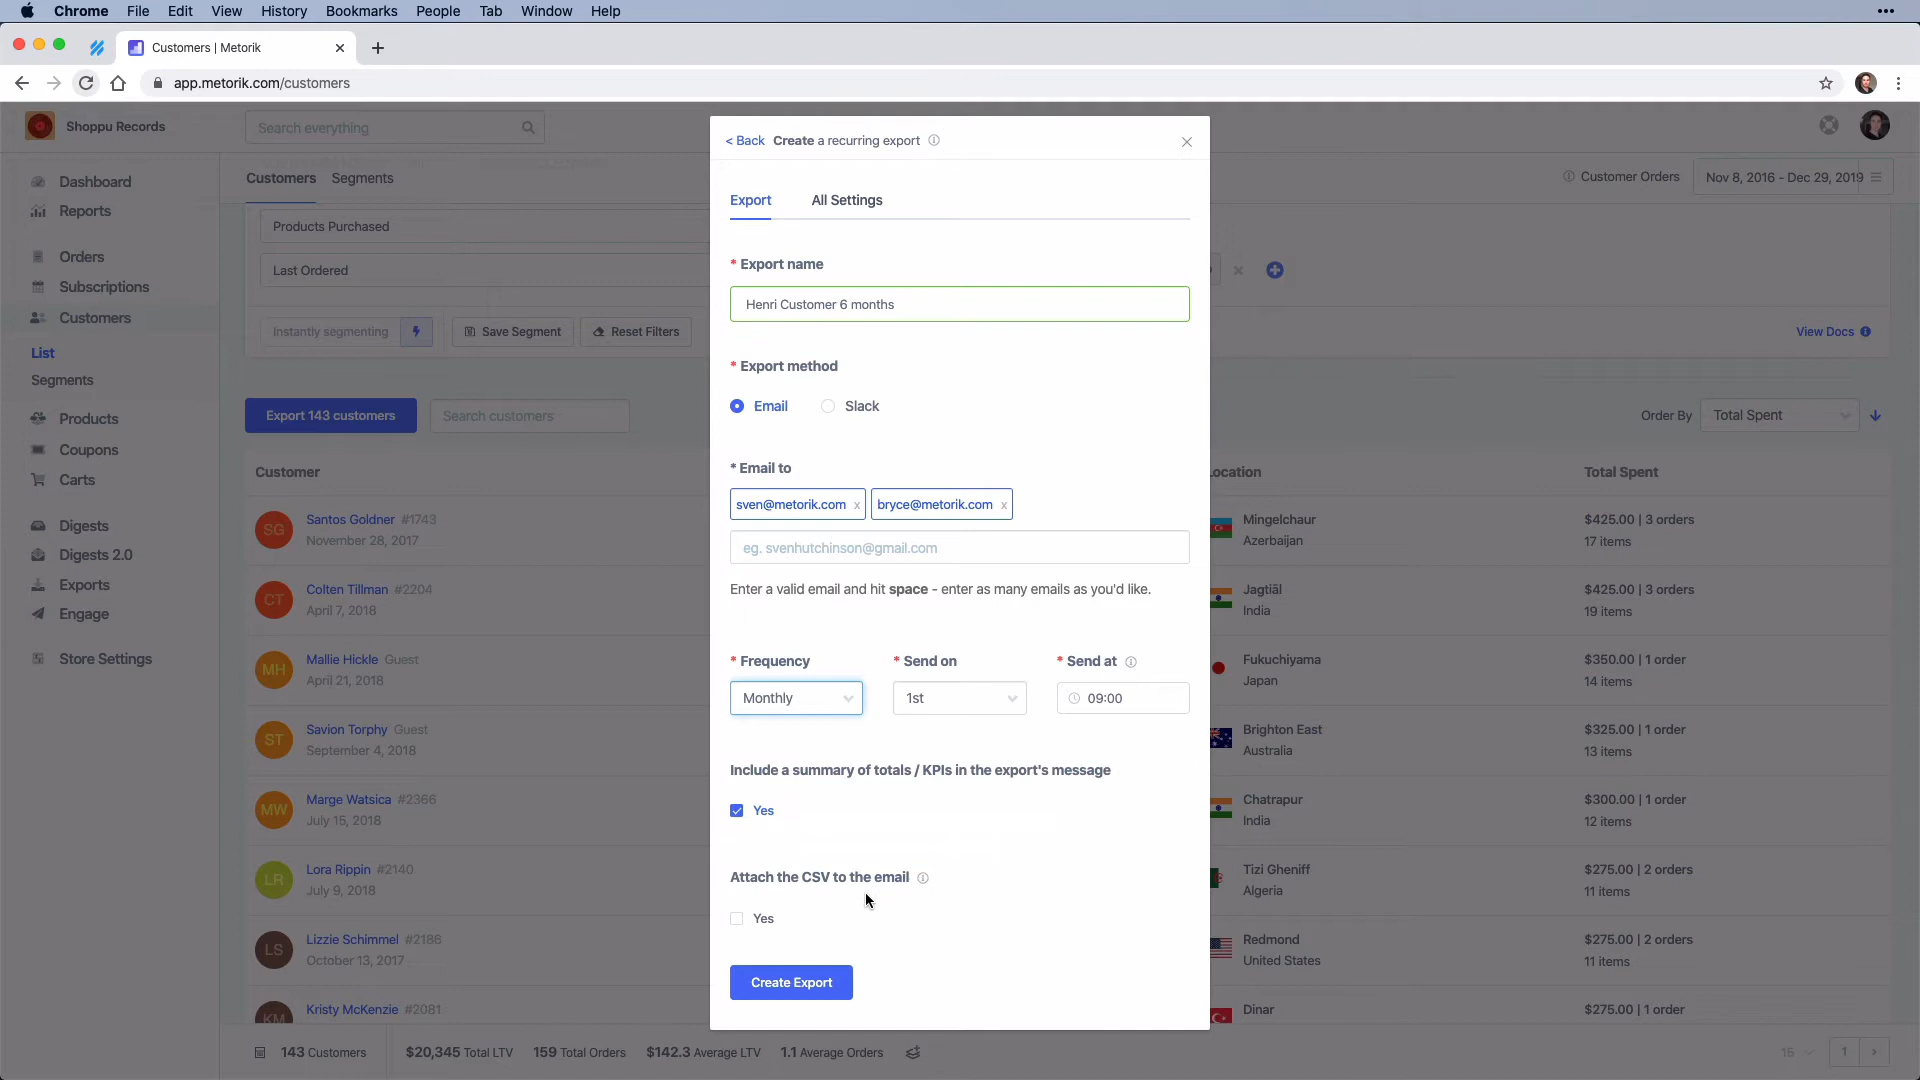 Chrome File Edit View History Bookmarks People Tab Window Help
Customers | Metorik
app.metorik.com/customers
Shoppu Records
Search everything
Dashboard
Reports
Orders
Subscriptions
Customers
List
Segments
Products
Coupons
Carts
Digests
Digests 2.0
Exports
Engage
Store Settings
Customers Segments
Customer Orders
Nov 8, 2016 - Dec 29, 2019
Products Purchased
Last Ordered
Instantly segmenting
Save Segment
Reset Filters
View Docs
Export 143 customers
Search customers
Order By Total Spent
Customer
Location
Total Spent
Santos Goldner #1743
November 28, 2017
Mingelchaur
Azerbaijan
$425.00 | 3 orders
17 items
Colten Tillman #2204
April 7, 2018
Jagtiāl
India
$425.00 | 3 orders
19 items
MH
Mallie Hickle Guest
April 21, 2018
Fukuchiyama
Japan
$350.00 | 1 order
14 items
ST
Savion Torphy Guest
September 4, 2018
Brighton East
Australia
$325.00 | 1 order
13 items
MW
Marge Watsica #2366
July 15, 2018
Chatrapur
India
$300.00 | 1 order
12 items
LR
Lora Rippin #2140
July 9, 2018
Tizi Gheniff
Algeria
$275.00 | 2 orders
11 items
LS
Lizzie Schimmel #2188
October 13, 2017
Redmond
United States
$275.00 | 2 orders
11 items
KM
Kristy McKenzie #2081
Dinar
$275.00 | 1 order
143 Customers
$20,345 Total LTV
159 Total Orders
$142.3 Average LTV
1.1 Average Orders
15
1
< Back Create a recurring export
Export All Settings
* Export name
Henri Customer 6 months
* Export method
Email Slack
* Email to
sven@metorik.com x bryce@metorik.com x
eg. svenhutchinson@gmail.com
Enter a valid email and hit space - enter as many emails as you'd like.
* Frequency * Send on * Send at
Monthly 1st 09:00
Include a summary of totals / KPIs in the export's message
Yes
Attach the CSV to the email
Yes
Create Export
SG
CT